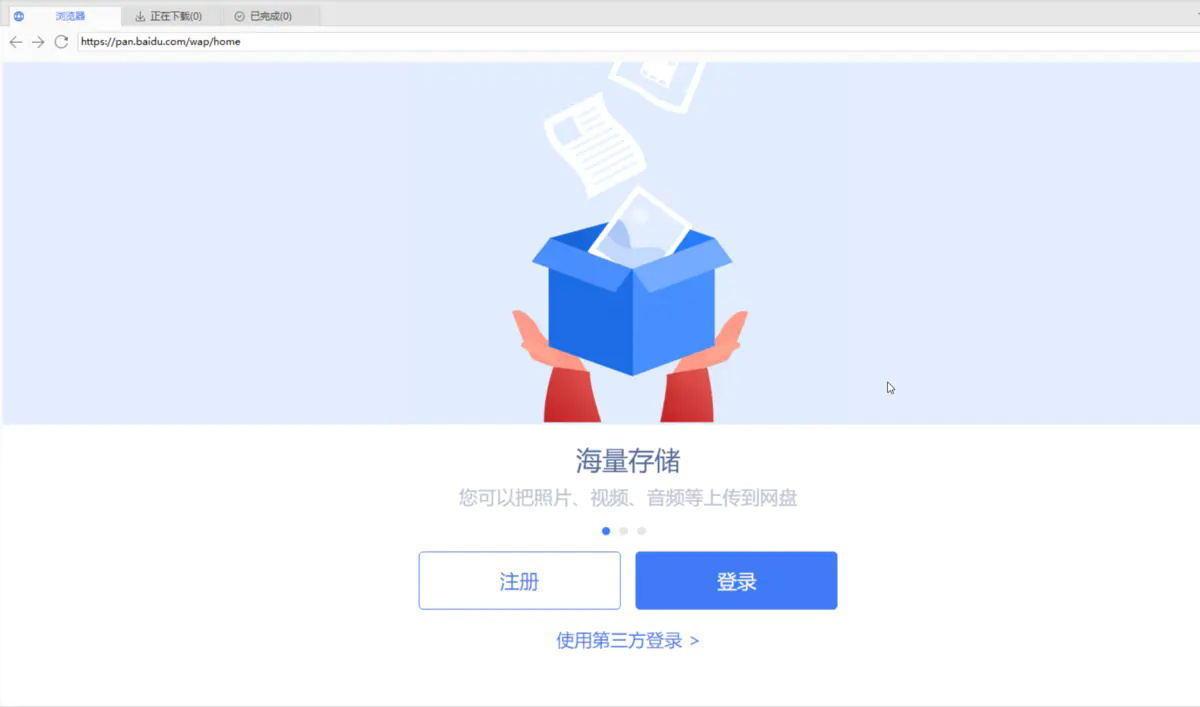 浏览器 正在下载(0) 已完成(0)
https://pan.baidu.com/wap/home
海量存储
您可以把照片、视频、音频等上传到网盘
注册 登录
使用第三方登录 >